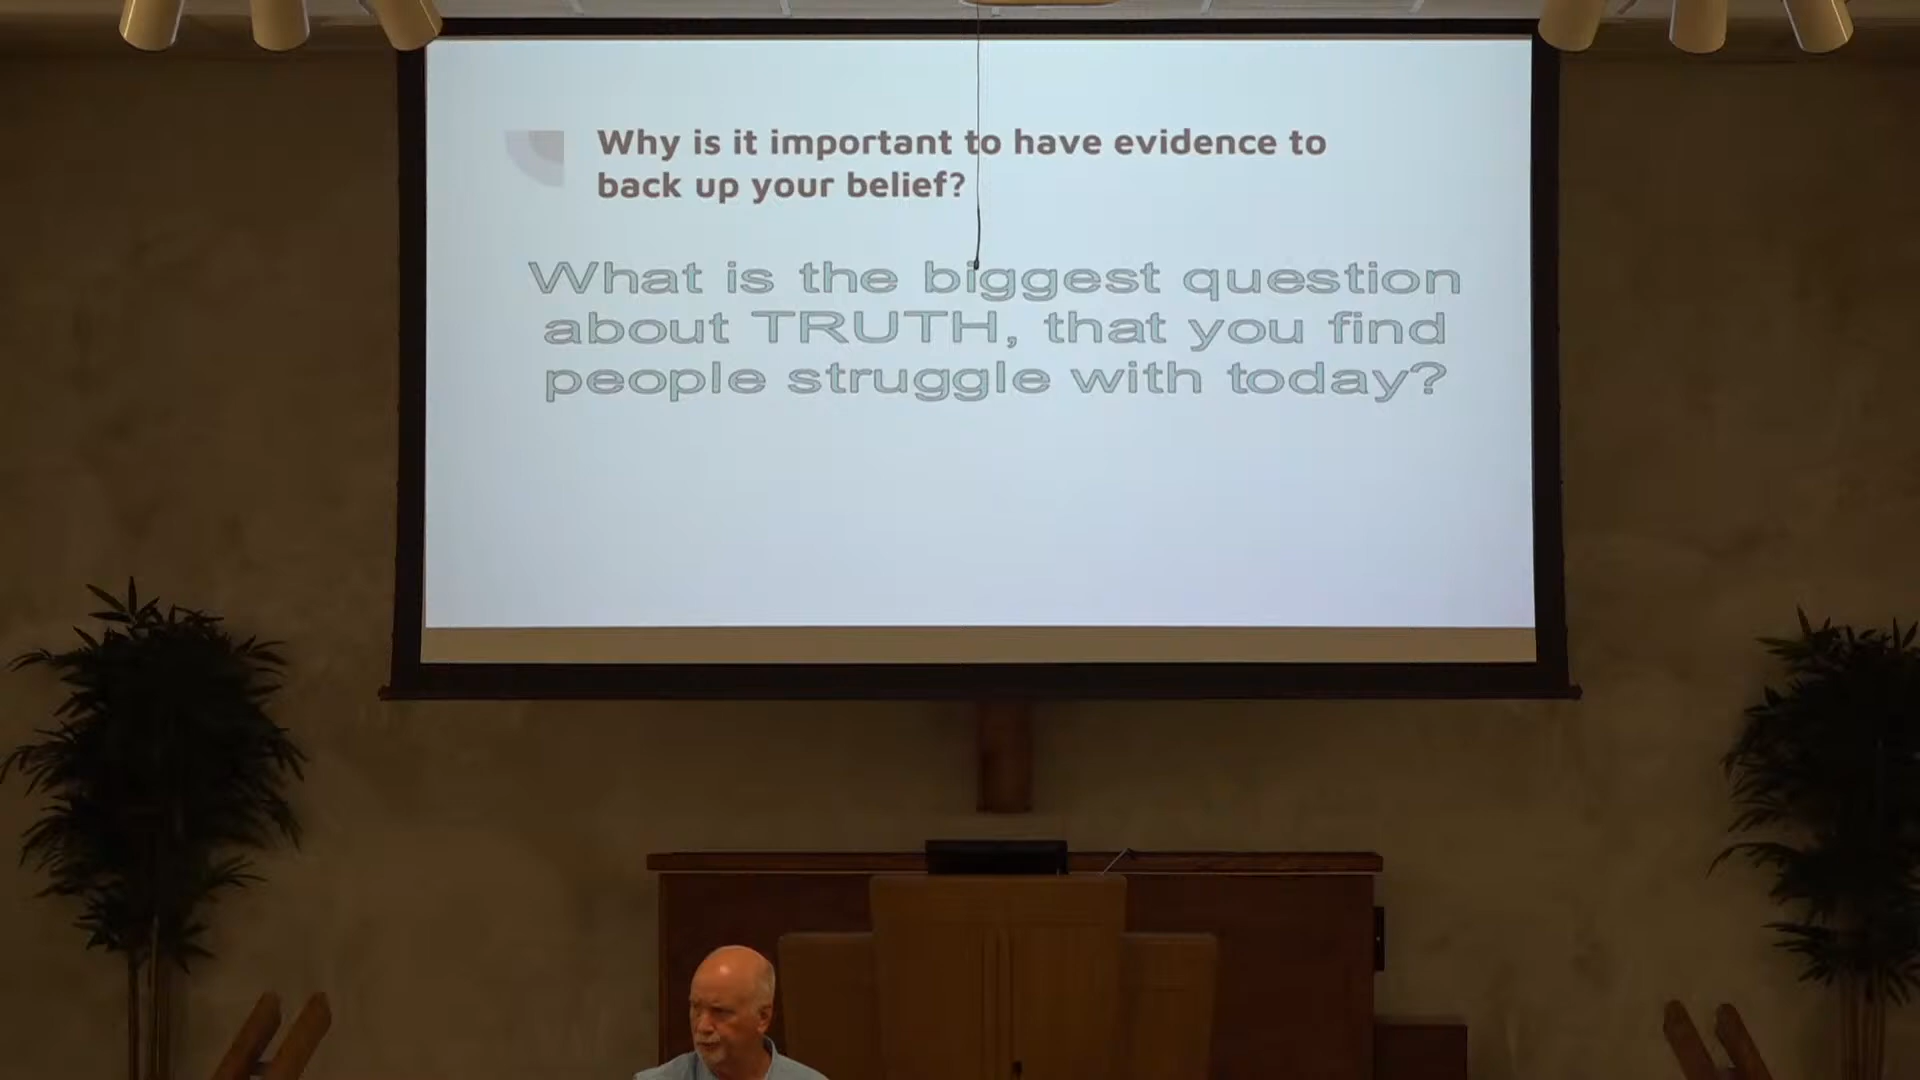 Why is it important to have evidence to
back up your belief?
What is the biggest question
about TRUTH, that you find
people struggle with today?